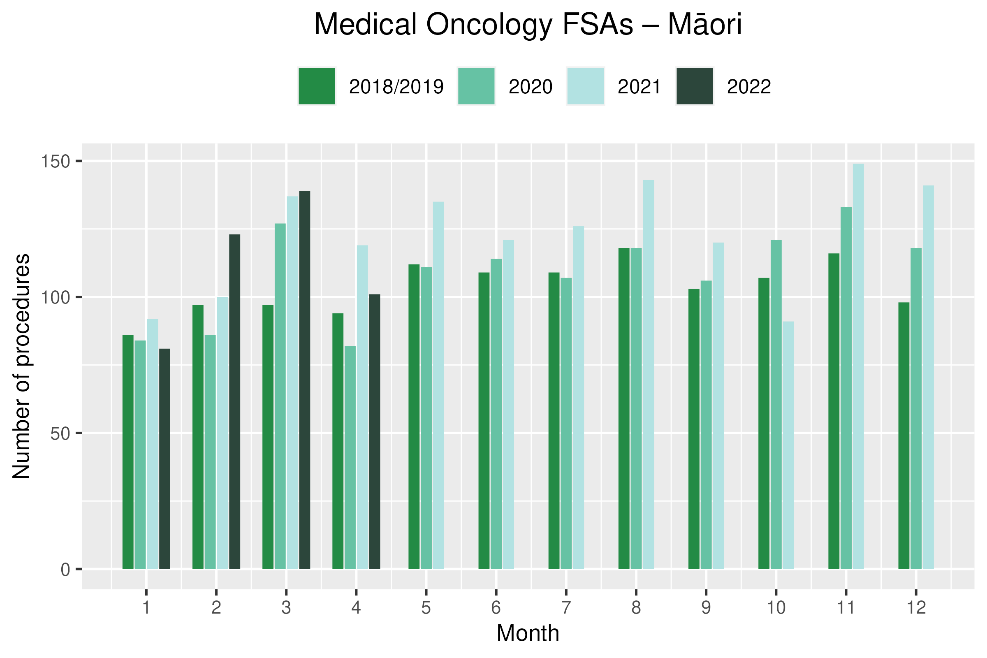 Medical Oncology FSAs – Māori
2018/2019 2020 2021 2022
Number of procedures
150
100
50
0
1 2 3 4 5 6 7 8 9 10 11 12
Month